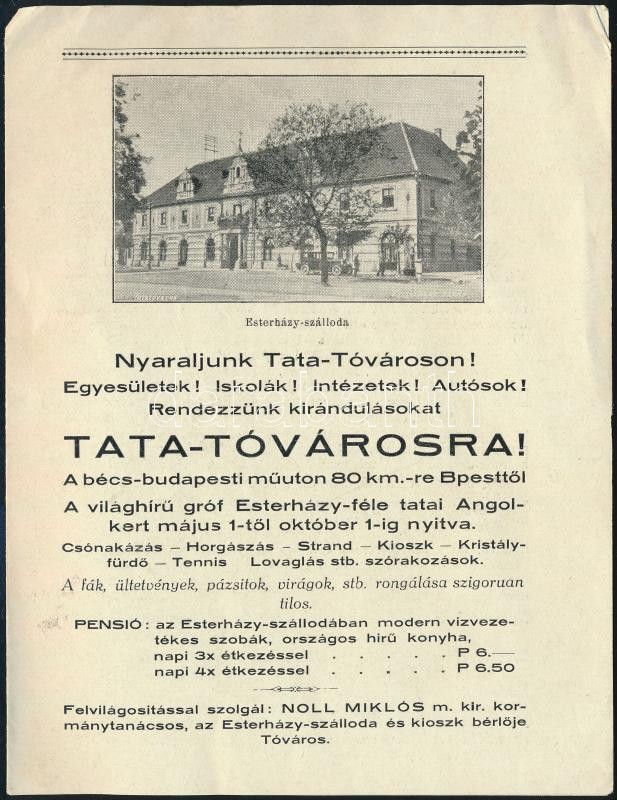 Esterházy-szálloda
Nyaraljunk Tata-Tóvároson!
Egyesületek! Iskolák! Intézetek! Autósok!
Rendezzünk kirándulásokat
TATA-TÓVÁROSRA!
A bécs-budapesti műuton 80 km.-re Bpesttől
A világhírű gróf Esterházy-féle tatai Angol-
kert május 1-től október 1-ig nyitva.
Csónakázás – Horgászás – Strand – Kioszk – Kristály-
fürdő – Tennis Lovaglás stb. szórakozások.
A fák, ültetvények, pázsitok, virágok, stb. rongálása szigoruan
tilos.
PENSIÓ: az Esterházy-szállodában modern vizveze-
tékes szobák, országos hirű konyha,
napi 3x étkezéssel . . . . . P 6.—
napi 4x étkezéssel . . . . . P 6.50
Felvilágositással szolgál: NOLL MIKLÓS m. kir. kor-
mánytanácsos, az Esterházy-szálloda és kioszk bérlője
Tóváros.
darabanth